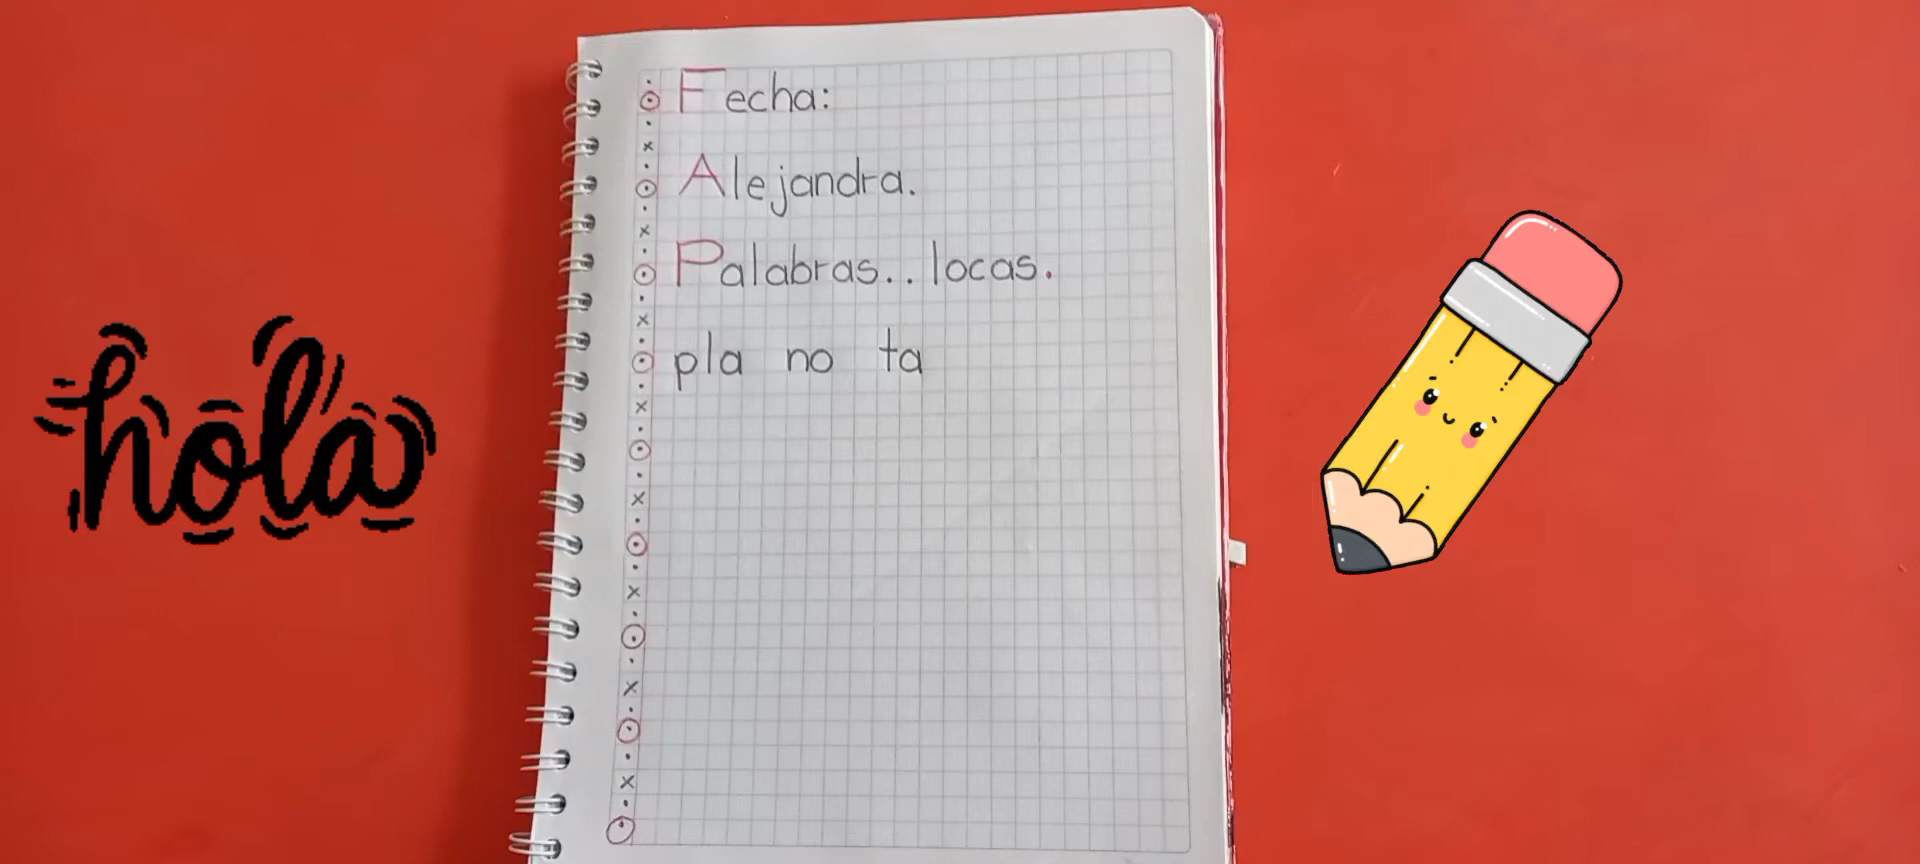 hola
Fecha:
Alejandra.
Palabras.. locas.
pla no ta